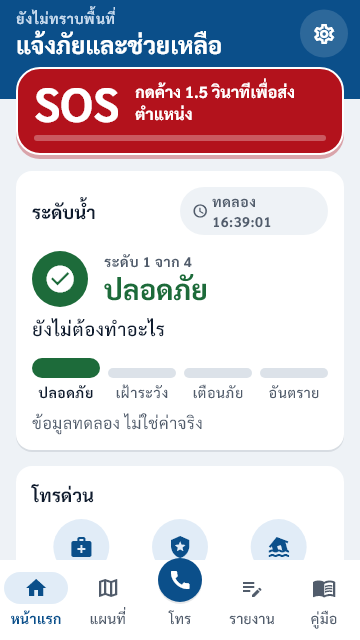 ยังไม่ทราบพื้นที่
แจ้งภัยและช่วยเหลือ
SOS
กดค้าง 1.5 วินาทีเพื่อส่ง
ตำแหน่ง
ระดับน้ำ
ทดลอง
16:39:01
ระดับ 1 จาก 4
ปลอดภัย
ยังไม่ต้องทำอะไร
ปลอดภัย
เฝ้าระวัง
เตือนภัย
อันตราย
ข้อมูลทดลอง ไม่ใช่ค่าจริง
โทรด่วน
หน้าแรก
แผนที่
โทร
รายงาน
คู่มือ